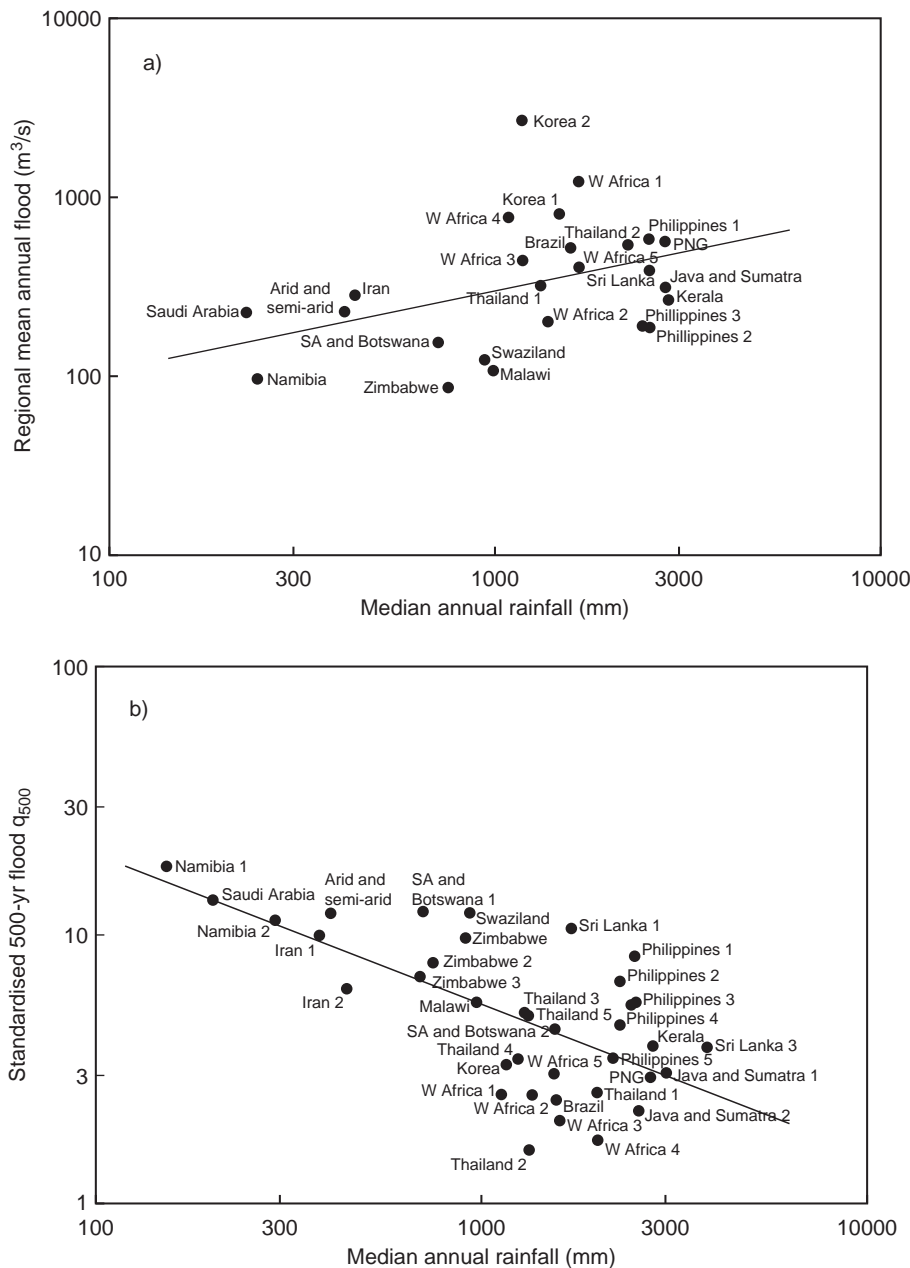 10000
a)
Korea 2
W Africa 1
1000
Korea 1
W Africa 4
Philippines 1
Thailand 2
Brazil
PNG
W Africa 3
W Africa 5
Sri Lanka
Java and Sumatra
Iran
Arid and
semi-arid
Thailand 1
Kerala
Saudi Arabia
W Africa 2
Phillippines 3
Phillippines 2
SA and Botswana
Swaziland
Malawi
100
Namibia
Zimbabwe
10
100
300
1000
3000
10000
Regional mean annual flood (m³/s)
Median annual rainfall (mm)
100
b)
30
Namibia 1
Arid and
semi-arid
SA and
Botswana 1
Saudi Arabia
Swaziland
Sri Lanka 1
Namibia 2
10
Iran 1
Zimbabwe
Philippines 1
Zimbabwe 2
Philippines 2
Zimbabwe 3
Iran 2
Malawi
Thailand 3
Thailand 5
Philippines 3
Philippines 4
SA and Botswana 2
Kerala
Sri Lanka 3
Thailand 4
W Africa 5
Philippines 5
Korea
3
PNG
Java and Sumatra 1
W Africa 1
Thailand 1
W Africa 2
Brazil
Java and Sumatra 2
W Africa 3
W Africa 4
Thailand 2
1
100
300
1000
3000
10000
Standardised 500-yr flood q500
Median annual rainfall (mm)